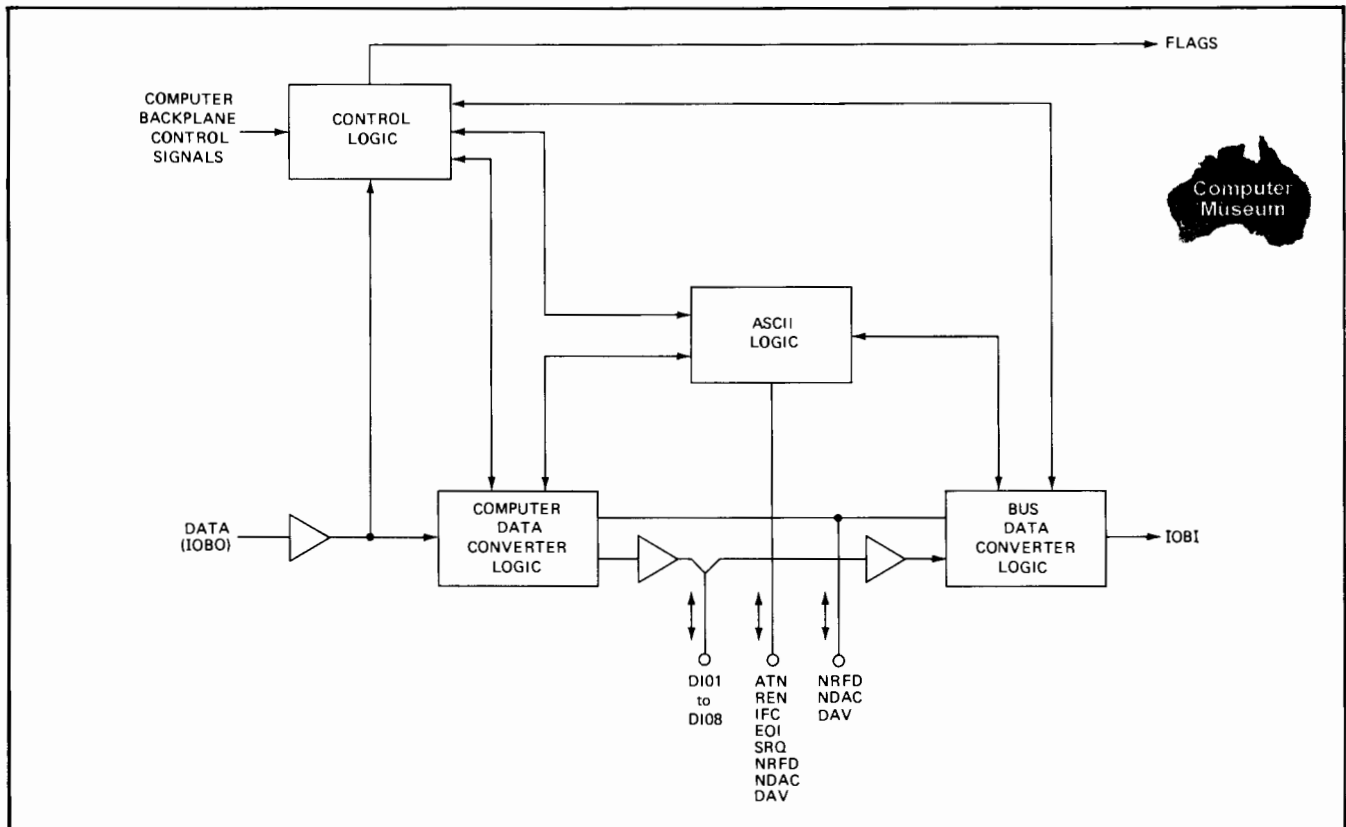 FLAGS
COMPUTER
BACKPLANE
CONTROL
SIGNALS
CONTROL
LOGIC
Computer
Museum
ASCII
LOGIC
DATA
(IOBO)
COMPUTER
DATA
CONVERTER
LOGIC
BUS
DATA
CONVERTER
LOGIC
IOBI
DI01
to
DI08
ATN
REN
IFC
EOI
SRQ
NRFD
NDAC
DAV
NRFD
NDAC
DAV